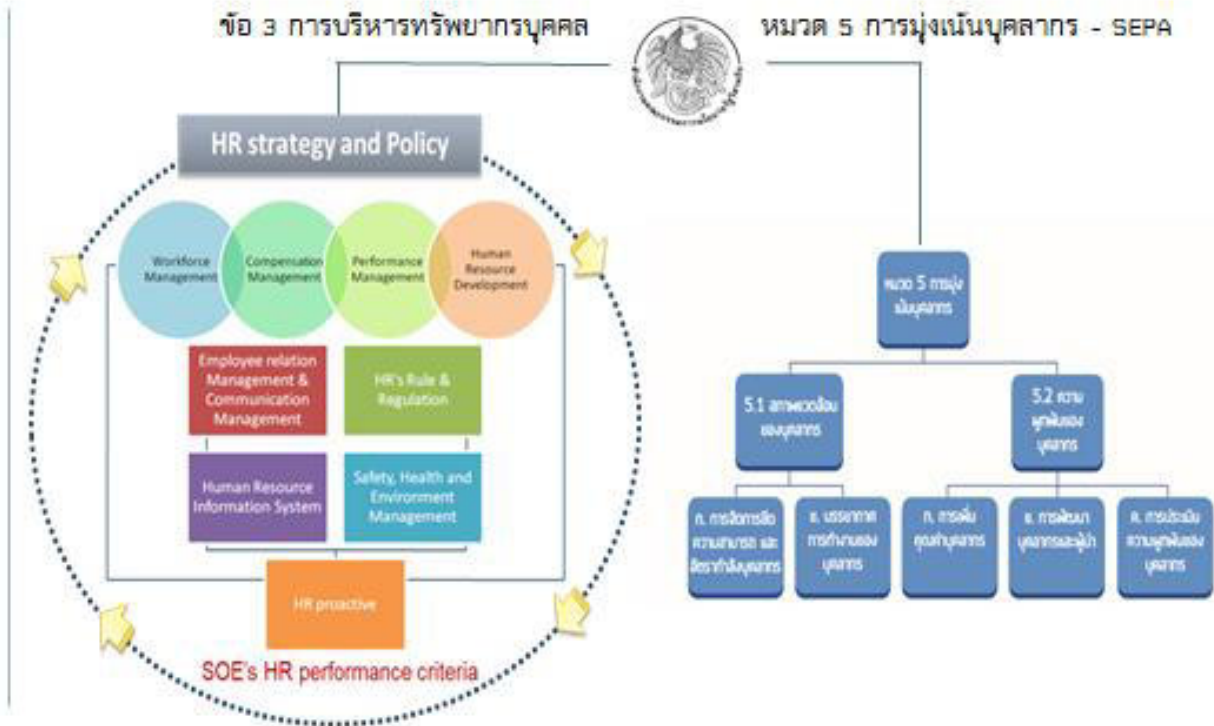 ข้อ 3 การบริหารทรัพยากรบุคคล
หมวด 5 การมุ่งเน้นบุคลากร - SEPA
HR strategy and Policy
Workforce
Management
Compensation
Management
Performance
Management
Human
Resource
Development
Employee relation
Management &
Communication
Management
HR's Rule &
Regulation
Human Resource
Information System
Safety, Health and
Environment
Management
HR proactive
SOE's HR performance criteria
หมวด 5 การมุ่ง
เน้นบุคลากร
5.1 สภาพแวดล้อม
ของบุคลากร
5.2 ความ
ผูกพันของ
บุคลากร
ก. การจัดการขีด
ความสามารถ และ
อัตรากำลังบุคลากร
ข. บรรยากาศ
การทำงานของ
บุคลากร
ก. การเพิ่ม
คุณค่าบุคลากร
ข. การพัฒนา
บุคลากรและผู้นำ
ค. การประเมิน
ความผูกพันของ
บุคลากร